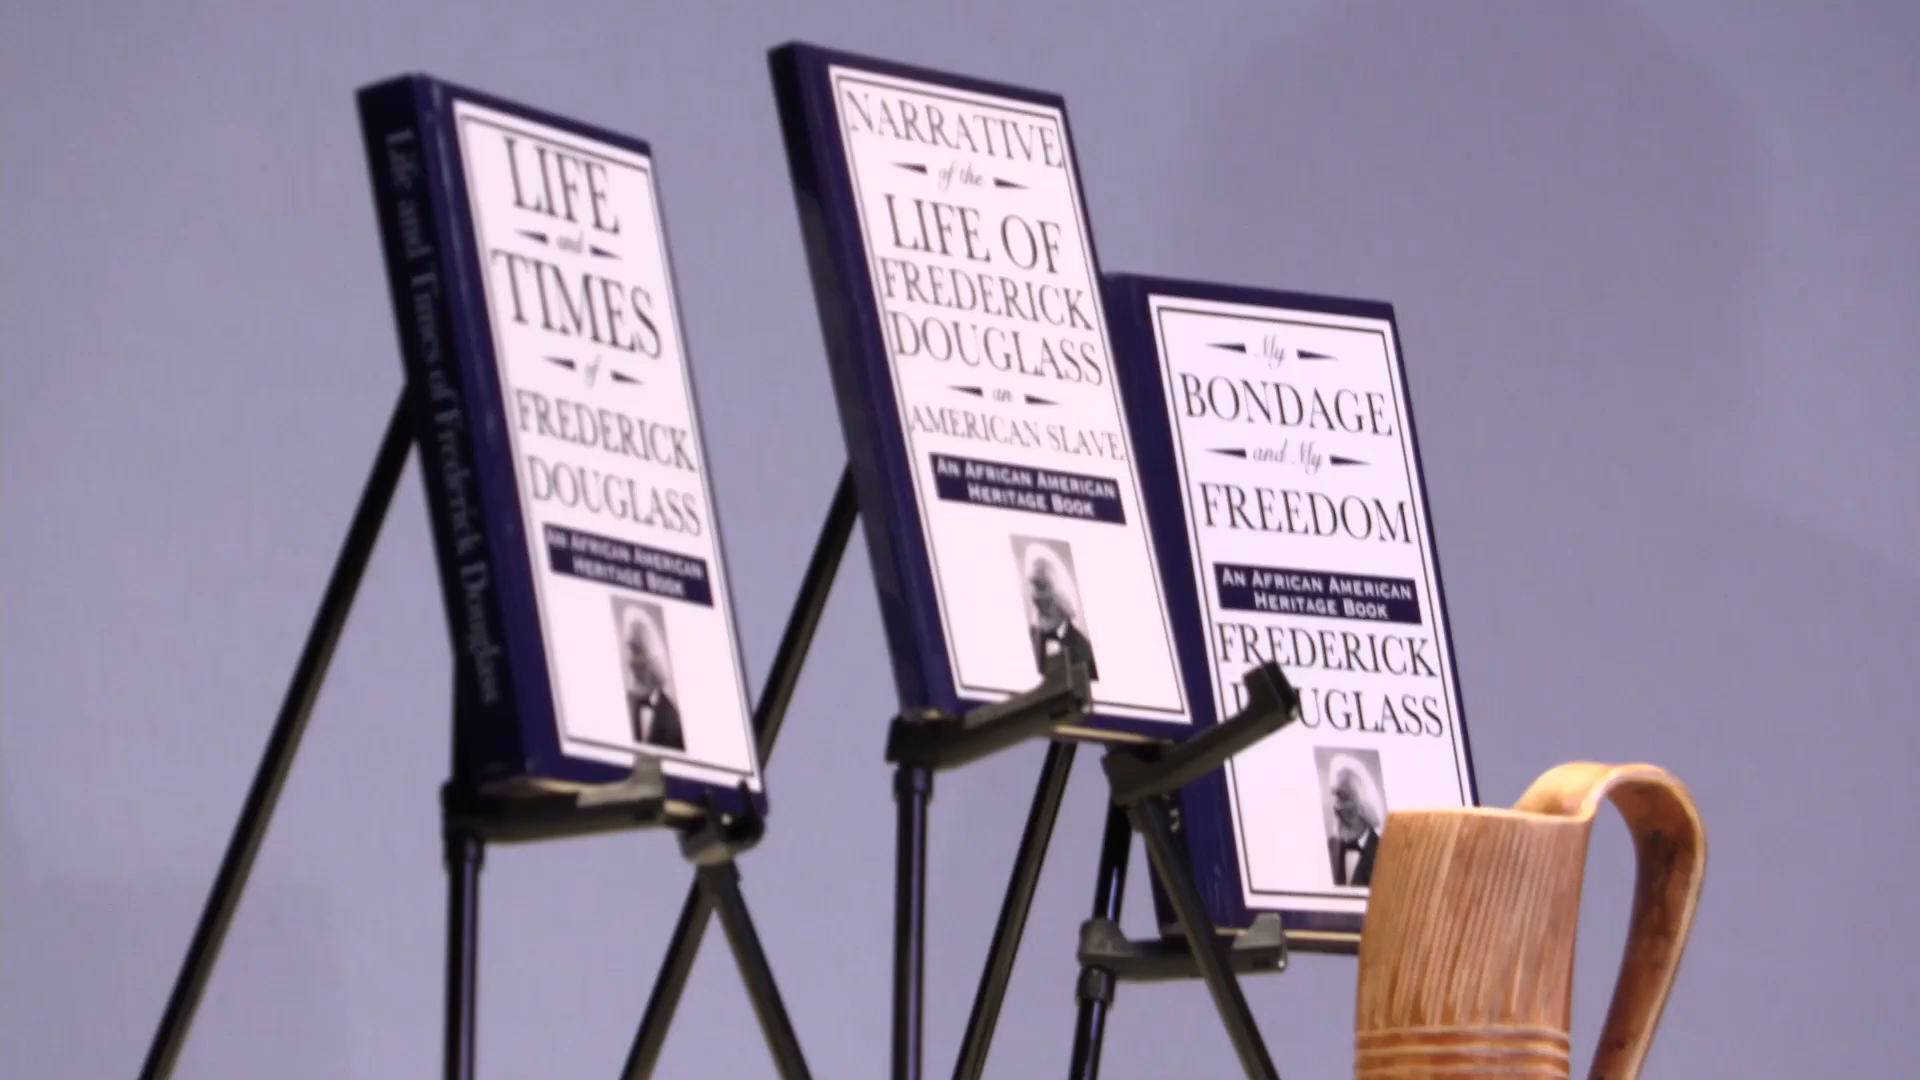 Life and Times of Frederick Douglass
LIFE
and
TIMES
of
FREDERICK
DOUGLASS
AN AFRICAN AMERICAN
HERITAGE BOOK
NARRATIVE
of the
LIFE OF
FREDERICK
DOUGLASS
an
AMERICAN SLAVE
AN AFRICAN AMERICAN
HERITAGE BOOK
My
BONDAGE
and My
FREEDOM
AN AFRICAN AMERICAN
HERITAGE BOOK
FREDERICK
DOUGLASS